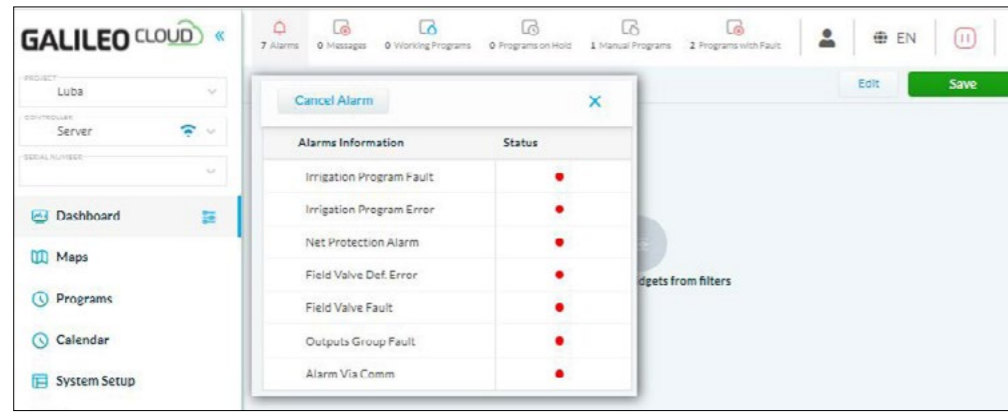 GALILEO CLOUD «
7 Alarms
0 Messages
0 Working Programs
0 Programs on Hold
1 Manual Programs
2 Programs with Fault
EN
PROJECT
Luba
CONTROLLER
Server
SERIAL NUMBER
Edit
Save
Cancel Alarm
Alarms Information Status
Irrigation Program Fault
Irrigation Program Error
Net Protection Alarm
Field Valve Def. Error
Field Valve Fault
Outputs Group Fault
Alarm Via Comm
dgets from filters
Dashboard
Maps
Programs
Calendar
System Setup